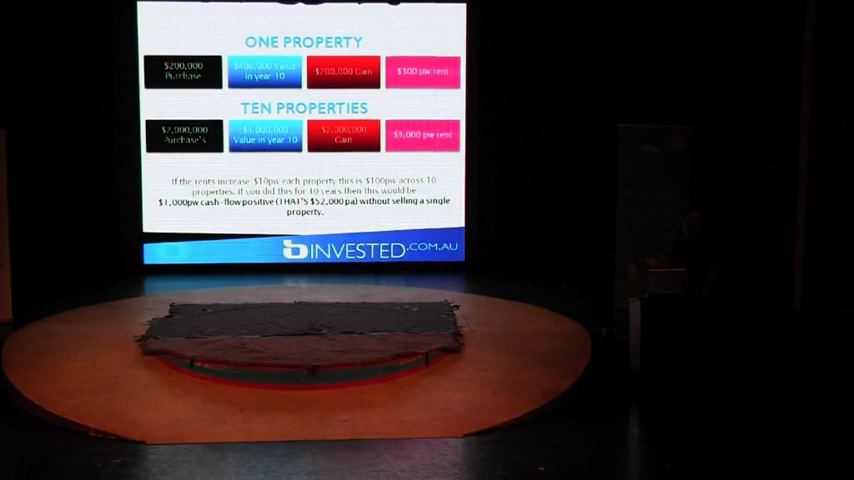 ONE PROPERTY
$200,000 Purchase
$400,000 Value in year 10
$200,000 Gain
$300 pw rent
TEN PROPERTIES
$2,000,000 Purchase's
$4,000,000 Value in year 10
$2,000,000 Gain
$3,000 pw rent
If the rents increase $10pw each property this is $100pw across 10
properties. If you did this for 10 years then this would be
$1,000pw cash-flow positive (THAT'S $52,000 pa) without selling a single
property.
bINVESTED.COM.AU